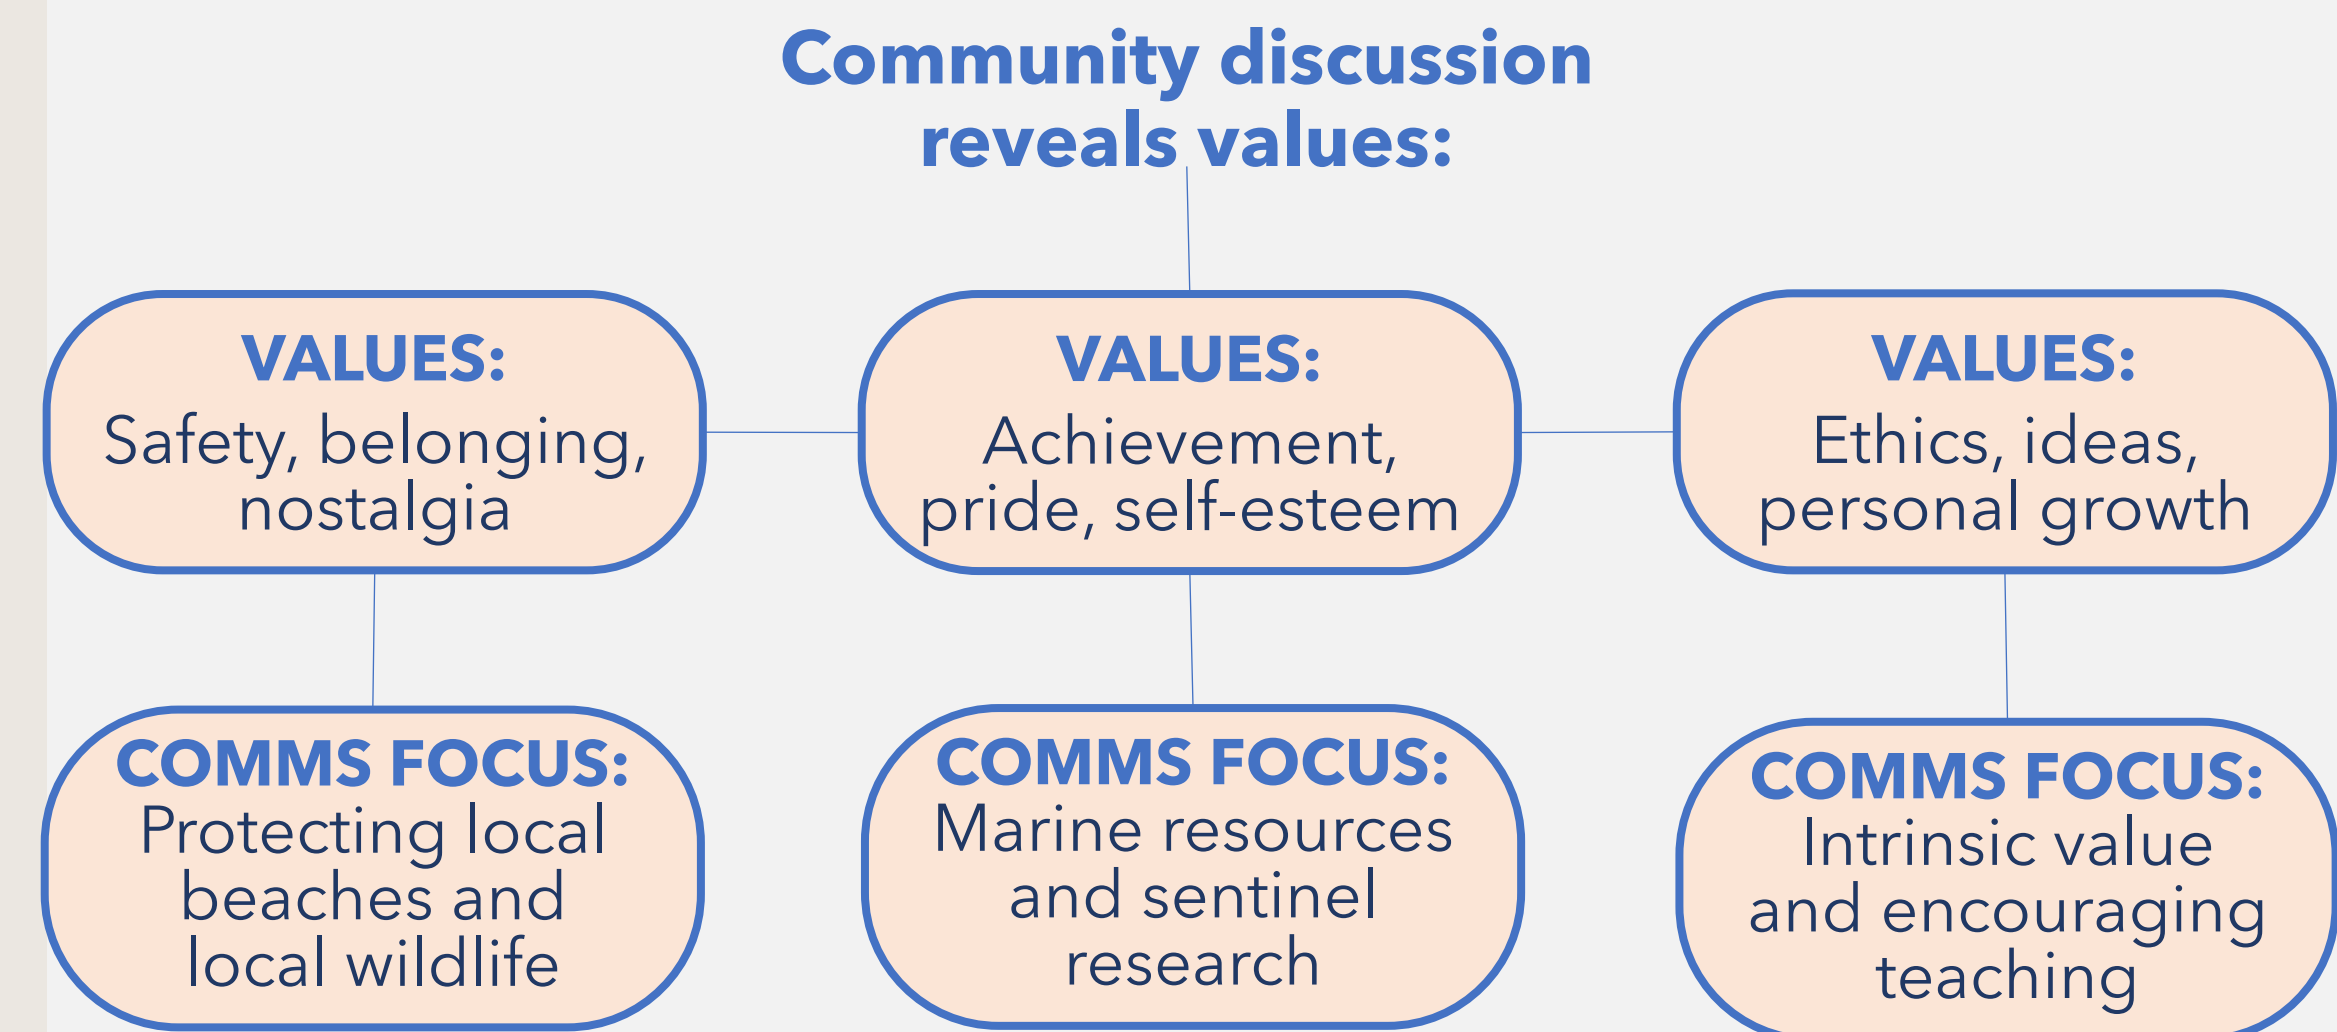 Community discussion
reveals values:
VALUES:
Safety, belonging,
nostalgia
VALUES:
Achievement,
pride, self-esteem
VALUES:
Ethics, ideas,
personal growth
COMMS FOCUS:
Protecting local
beaches and
local wildlife
COMMS FOCUS:
Marine resources
and sentinel
research
COMMS FOCUS:
Intrinsic value
and encouraging
teaching